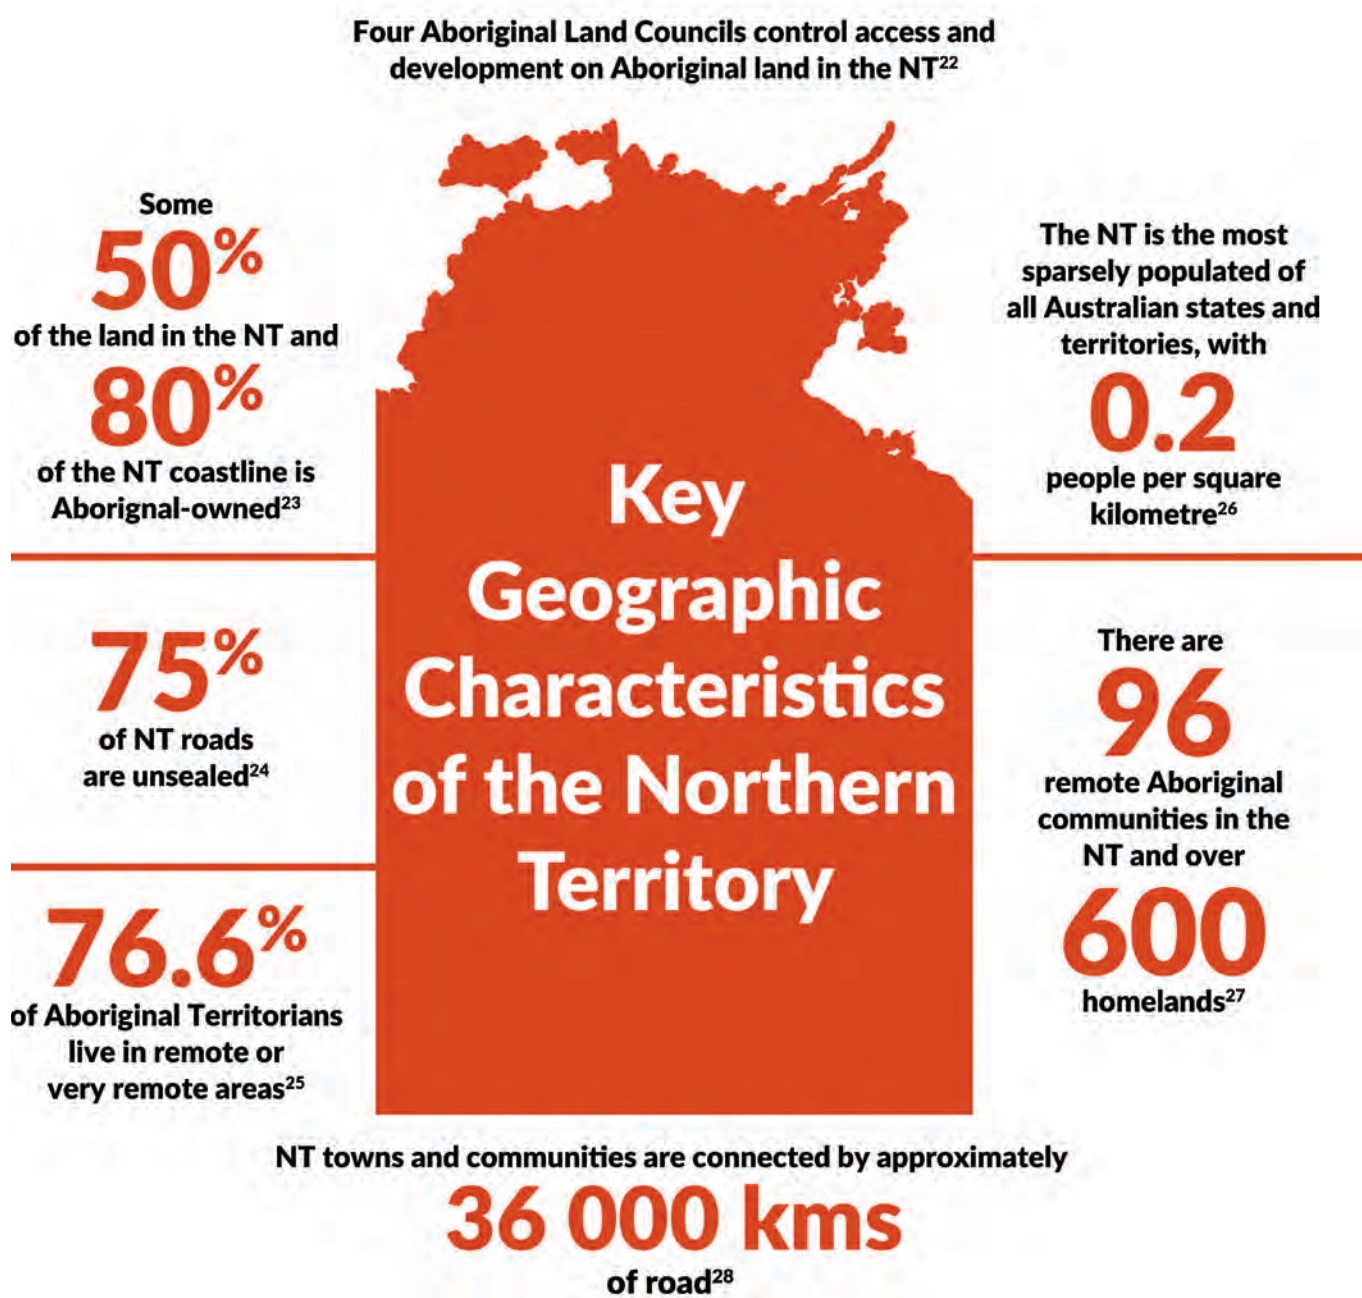 Four Aboriginal Land Councils control access and
development on Aboriginal land in the NT22
Some
50%
of the land in the NT and
80%
of the NT coastline is
Aborignal-owned23
75%
of NT roads
are unsealed24
76.6%
of Aboriginal Territorians
live in remote or
very remote areas25
Key
Geographic
Characteristics
of the Northern
Territory
The NT is the most
sparsely populated of
all Australian states and
territories, with
0.2
people per square
kilometre26
There are
96
remote Aboriginal
communities in the
NT and over
600
homelands27
NT towns and communities are connected by approximately
36 000 kms
of road28